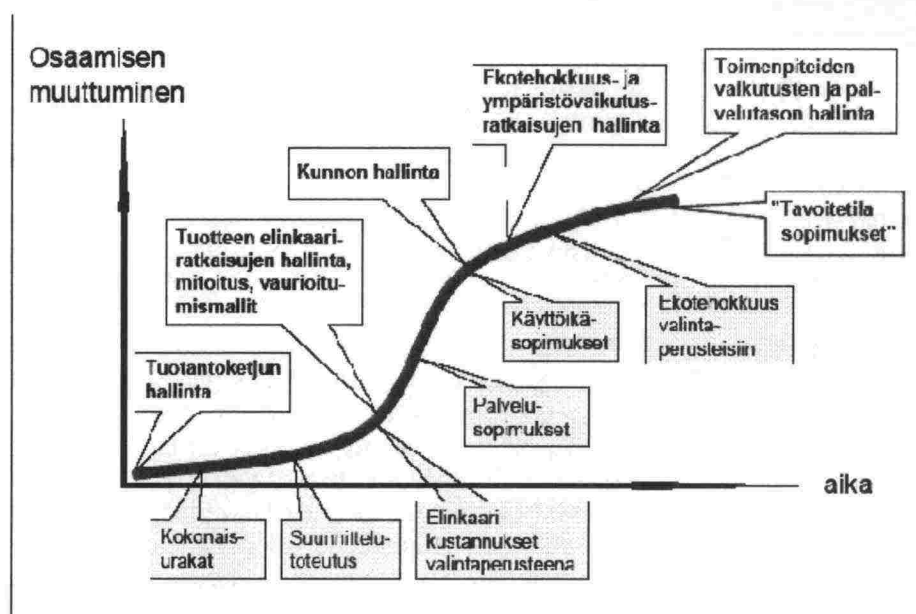 Osaamisen
muuttuminen
Ekotehokkuus- ja
ympäristövaikutus-
ratkaisujen hallinta
Toimenpiteiden
vaikutusten ja pal-
velutason hallinta
Kunnon hallinta
"Tavoitetila
sopimukset"
Tuotteen elinkaari-
ratkaisujen hallinta,
mitoitus, vaurioitu-
mismallit
Käyttöikä-
sopimukset
Ekotehokkuus
valinta-
perusteisiin
Tuotantoketjun
hallinta
Palvelu-
sopimukset
aika
Kokonais-
urakat
Suunnittelu-
toteutus
Elinkaari
kustannukset
valintaperusteena